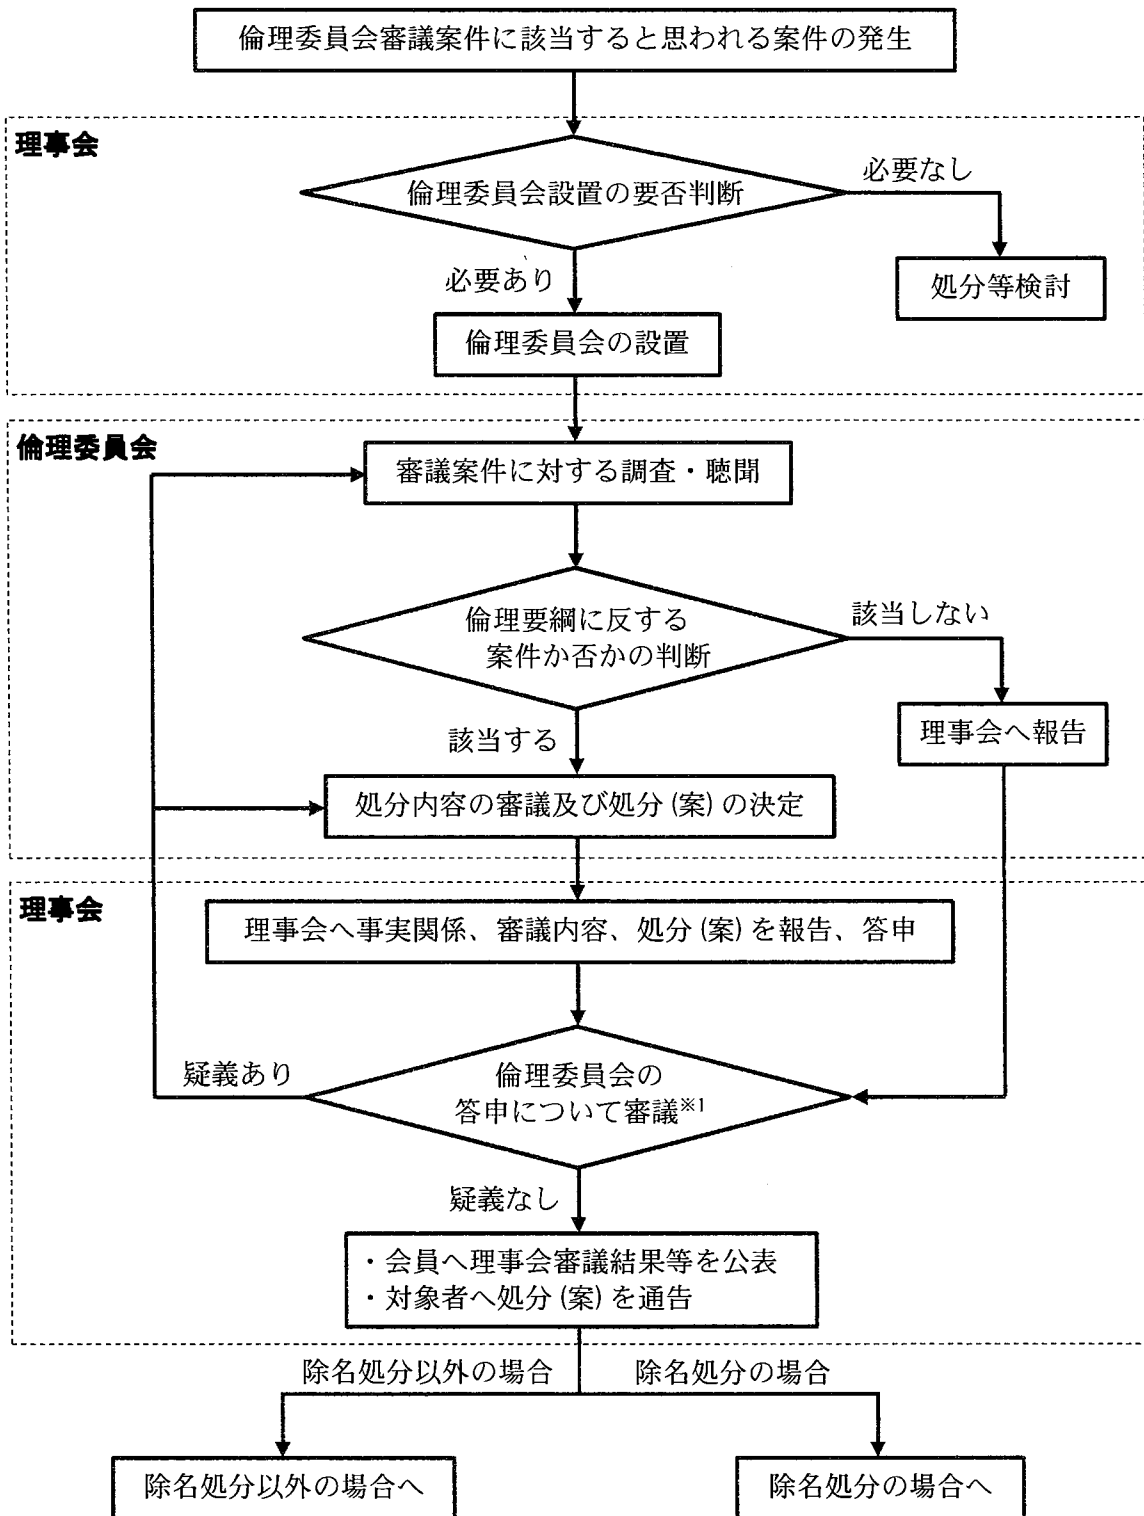 倫理委員会審議案件に該当すると思われる案件の発生
理事会
倫理委員会設置の要否判断
必要なし
処分等検討
必要あり
倫理委員会の設置
倫理委員会
審議案件に対する調査・聴聞
倫理要綱に反する
案件か否かの判断
該当しない
理事会へ報告
該当する
処分内容の審議及び処分(案)の決定
理事会
理事会へ事実関係、審議内容、処分(案)を報告、答申
疑義あり
倫理委員会の
答申について審議※1
疑義なし
・会員へ理事会審議結果等を公表
・対象者へ処分(案)を通告
除名処分以外の場合
除名処分の場合
除名処分以外の場合へ
除名処分の場合へ